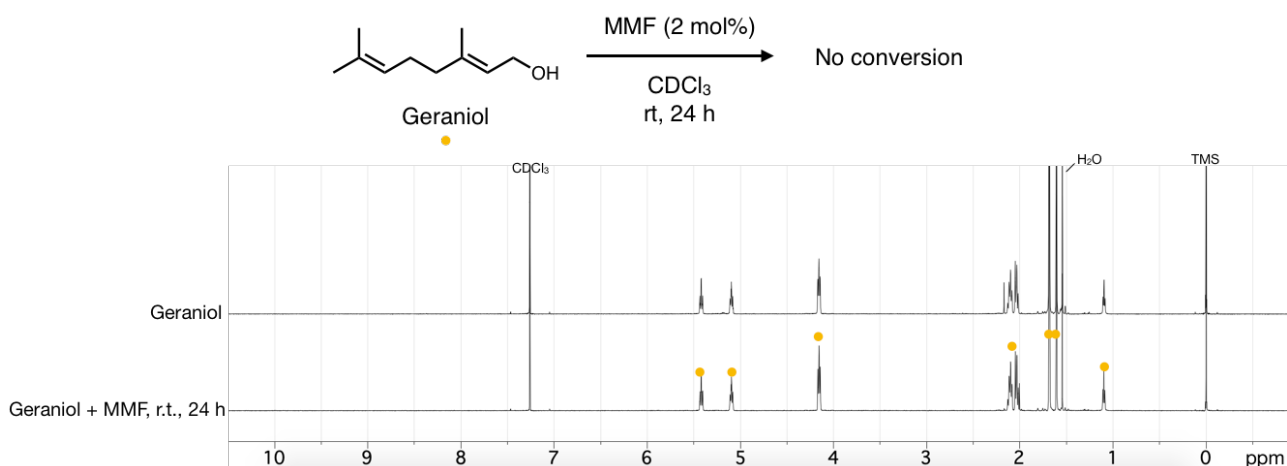 MMF (2 mol%)
OH
No conversion
CDCl₃
rt, 24 h
Geraniol
CDCl₃
H₂O
TMS
Geraniol
Geraniol + MMF, r.t., 24 h
10 9 8 7 6 5 4 3 2 1 0 ppm